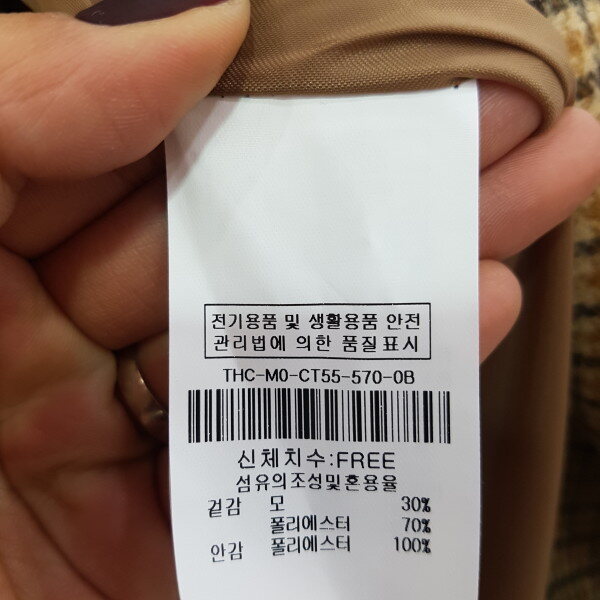 전기용품 및 생활용품 안전
관리법에 의한 품질표시
THC-M0-CT55-570-0B
신체치수:FREE
섬유의조성및혼용율
겉감 모 30%
폴리에스터 70%
안감 폴리에스터 100%